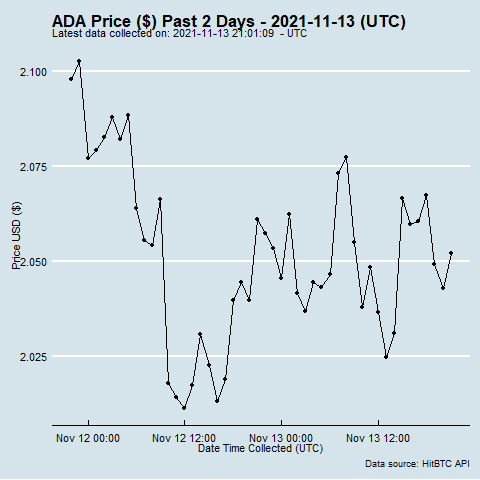 ADA Price ($) Past 2 Days - 2021-11-13 (UTC)
Latest data collected on: 2021-11-13 21:01:09  - UTC
2.100
2.075
2.050
2.025
Price USD ($)
Nov 12 00:00
Nov 12 12:00
Nov 13 00:00
Nov 13 12:00
Date Time Collected (UTC)
Data source: HitBTC API